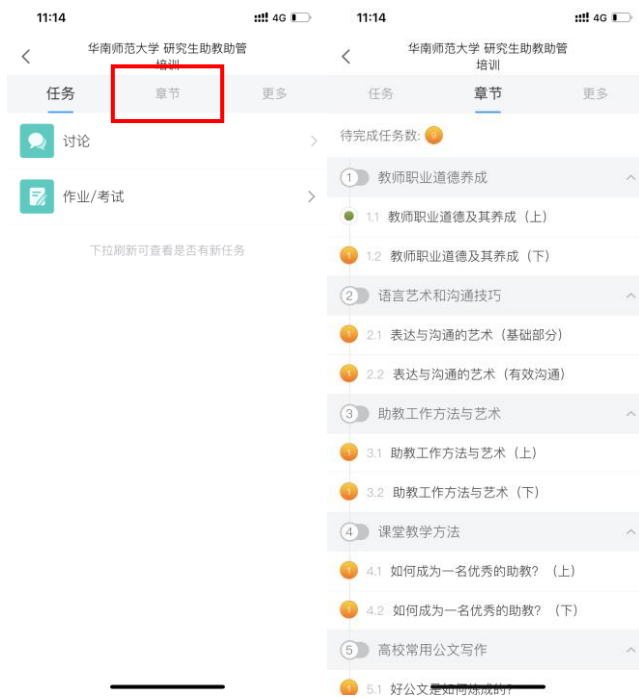 11:14
4G
华南师范大学 研究生助教助管
培训
任务
章节
更多
讨论
作业/考试
下拉刷新可查看是否有新任务
11:14
4G
华南师范大学 研究生助教助管
培训
任务
章节
更多
待完成任务数: 9
1 教师职业道德养成
1.1 教师职业道德及其养成（上）
1 1.2 教师职业道德及其养成（下）
2 语言艺术和沟通技巧
1 2.1 表达与沟通的艺术（基础部分）
1 2.2 表达与沟通的艺术（有效沟通）
3 助教工作方法与艺术
1 3.1 助教工作方法与艺术（上）
1 3.2 助教工作方法与艺术（下）
4 课堂教学方法
1 4.1 如何成为一名优秀的助教？（上）
1 4.2 如何成为一名优秀的助教？（下）
5 高校常用公文写作
1 5.1 好公文是如何炼成的?